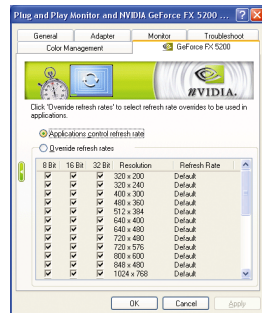 Plug and Play Monitor and NVIDIA GeForce FX 5200 ...
General Adapter Monitor Troubleshoot
Color Management GeForce FX 5200
NVIDIA.
Click 'Override refresh rates' to select refresh rate overrides to be used in
applications.
Applications control refresh rate
Override refresh rates
8 Bit 16 Bit 32 Bit Resolution Refresh Rate
320 x 200 Default
320 x 240 Default
400 x 300 Default
480 x 360 Default
512 x 384 Default
640 x 400 Default
640 x 480 Default
720 x 480 Default
720 x 576 Default
800 x 600 Default
848 x 480 Default
1024 x 768 Default
OK Cancel Apply